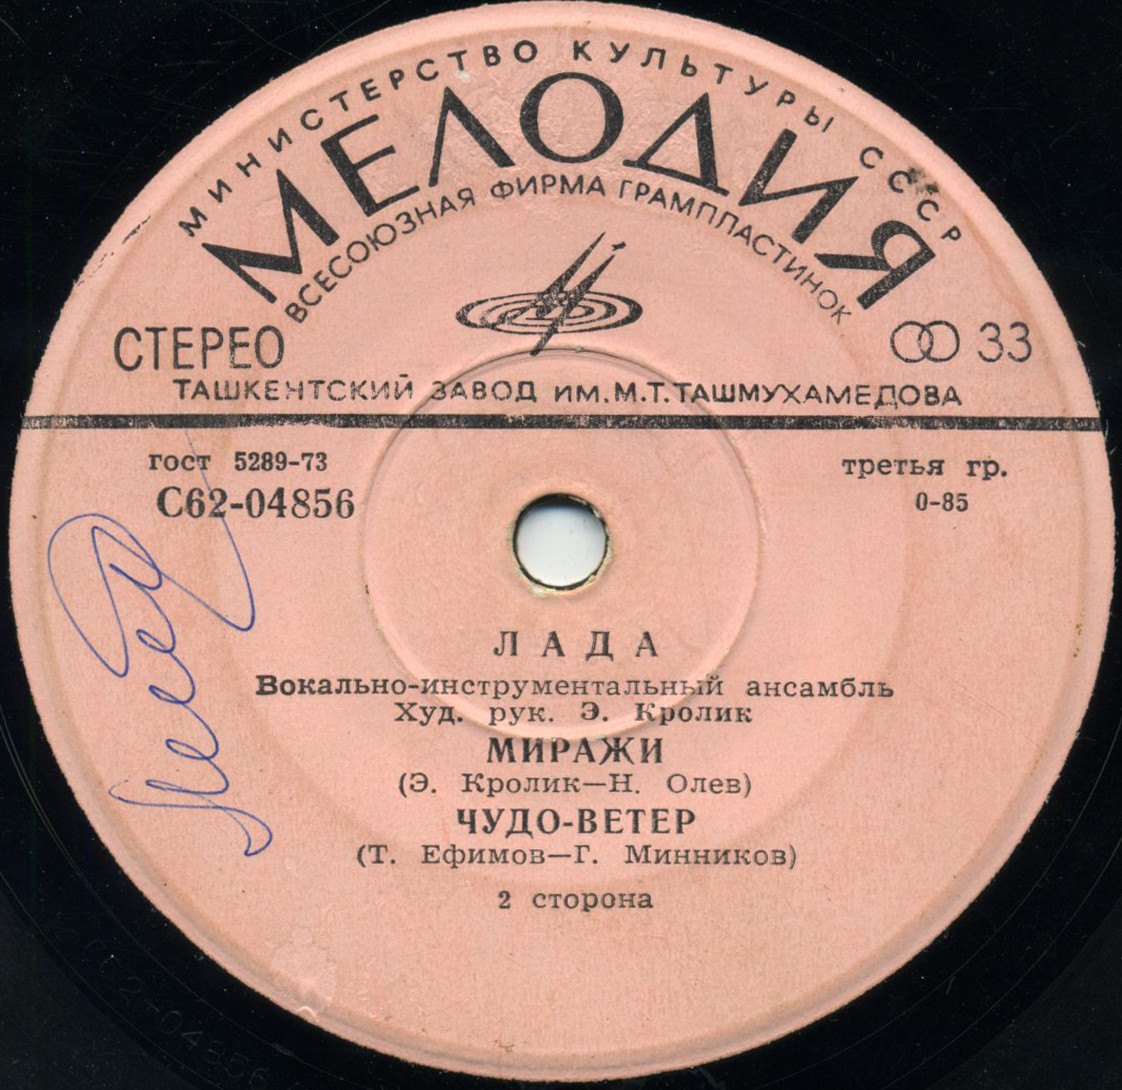 МИНИСТЕРСТВО КУЛЬТУРЫ СССР
МЕЛОДИЯ
ВСЕСОЮЗНАЯ ФИРМА ГРАМПЛАСТИНОК
СТЕРЕО
33
ТАШКЕНТСКИЙ ЗАВОД ИМ.М.Т.ТАШМУХАМЕДОВА
гост 5289-73
третья гр.
С62-04856
0-85
ЛАДА
Вокально-инструментальный ансамбль
Худ. рук. Э. Кролик
МИРАЖИ
(Э. Кролик—Н. Олев)
ЧУДО-ВЕТЕР
(Т. Ефимов—Г. Минников)
2 сторона